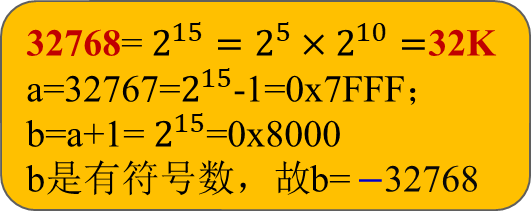 32768= 2¹⁵ = 2⁵ × 2¹⁰ =32K
a=32767=2¹⁵-1=0x7FFF；
b=a+1= 2¹⁵=0x8000
b是有符号数，故b= −32768